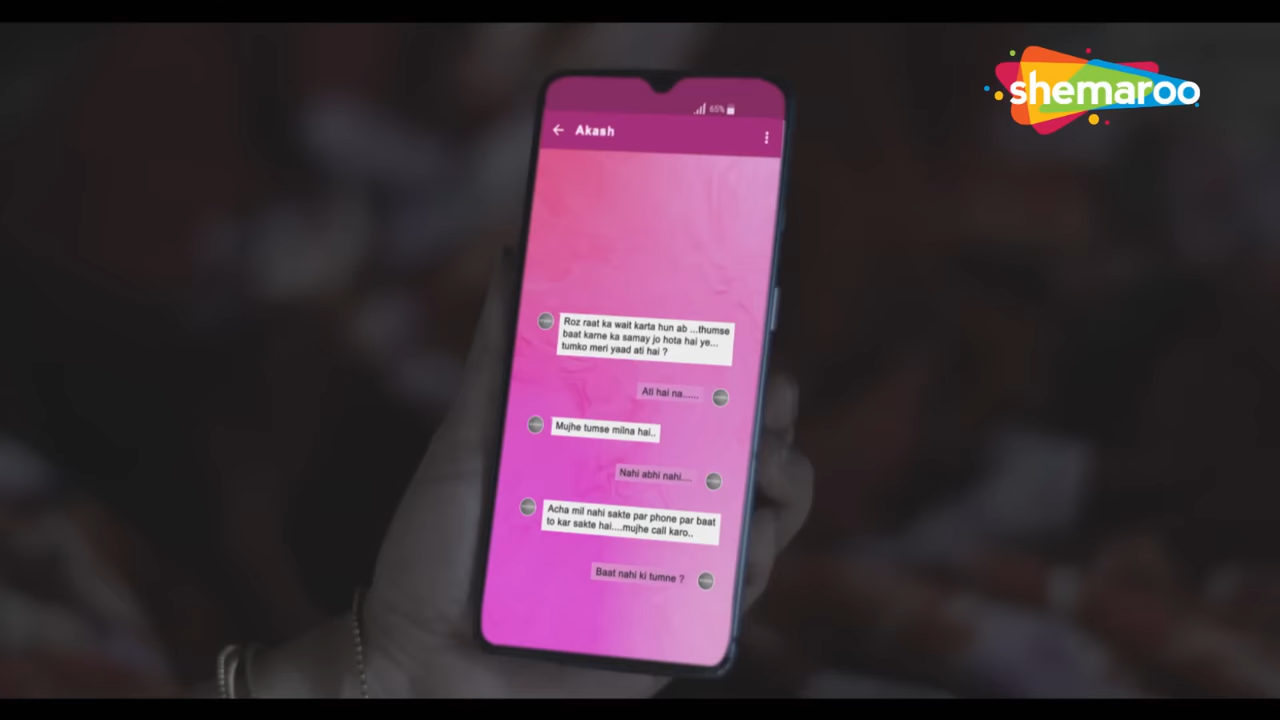 shemaroo
65%
Akash
Roz raat ka wait karta hun ab ...thumse
baat karne ka samay jo hota hai ye...
tumko meri yaad ati hai ?
Ati hai na......
Mujhe tumse milna hai..
Nahi abhi nahi....
Acha mil nahi sakte par phone par baat
to kar sakte hai....mujhe call karo..
Baat nahi ki tumne ?